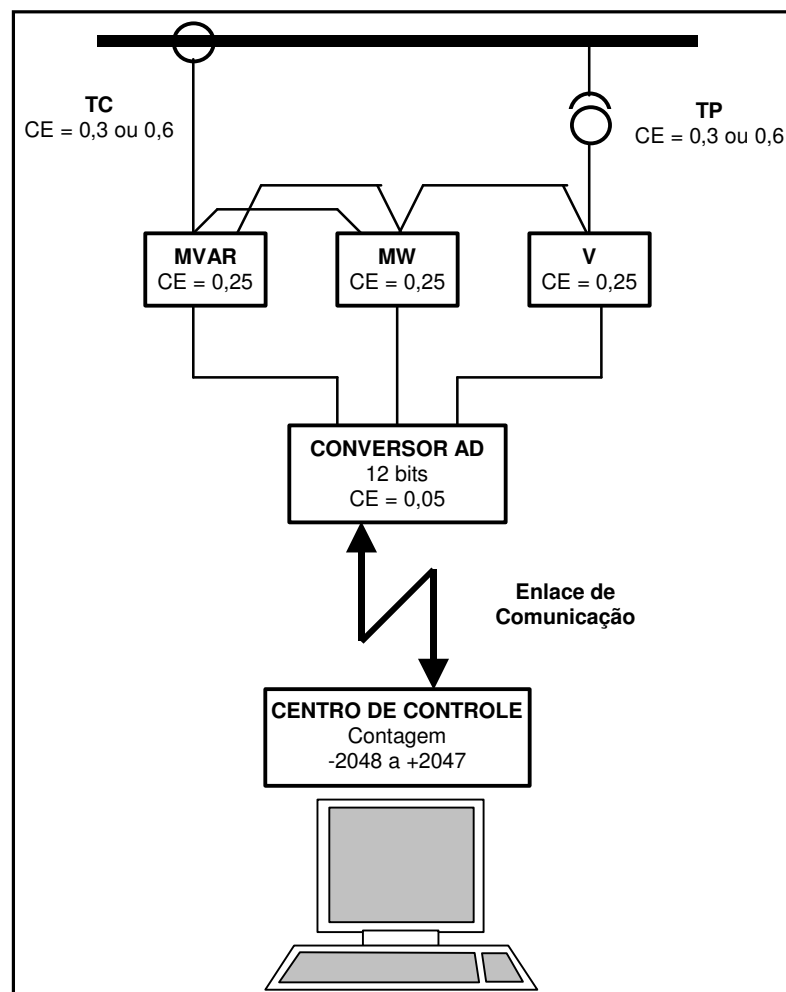 TC
CE = 0,3 ou 0,6
TP
CE = 0,3 ou 0,6
MVAR
CE = 0,25
MW
CE = 0,25
V
CE = 0,25
CONVERSOR AD
12 bits
CE = 0,05
Enlace de
Comunicação
CENTRO DE CONTROLE
Contagem
-2048 a +2047